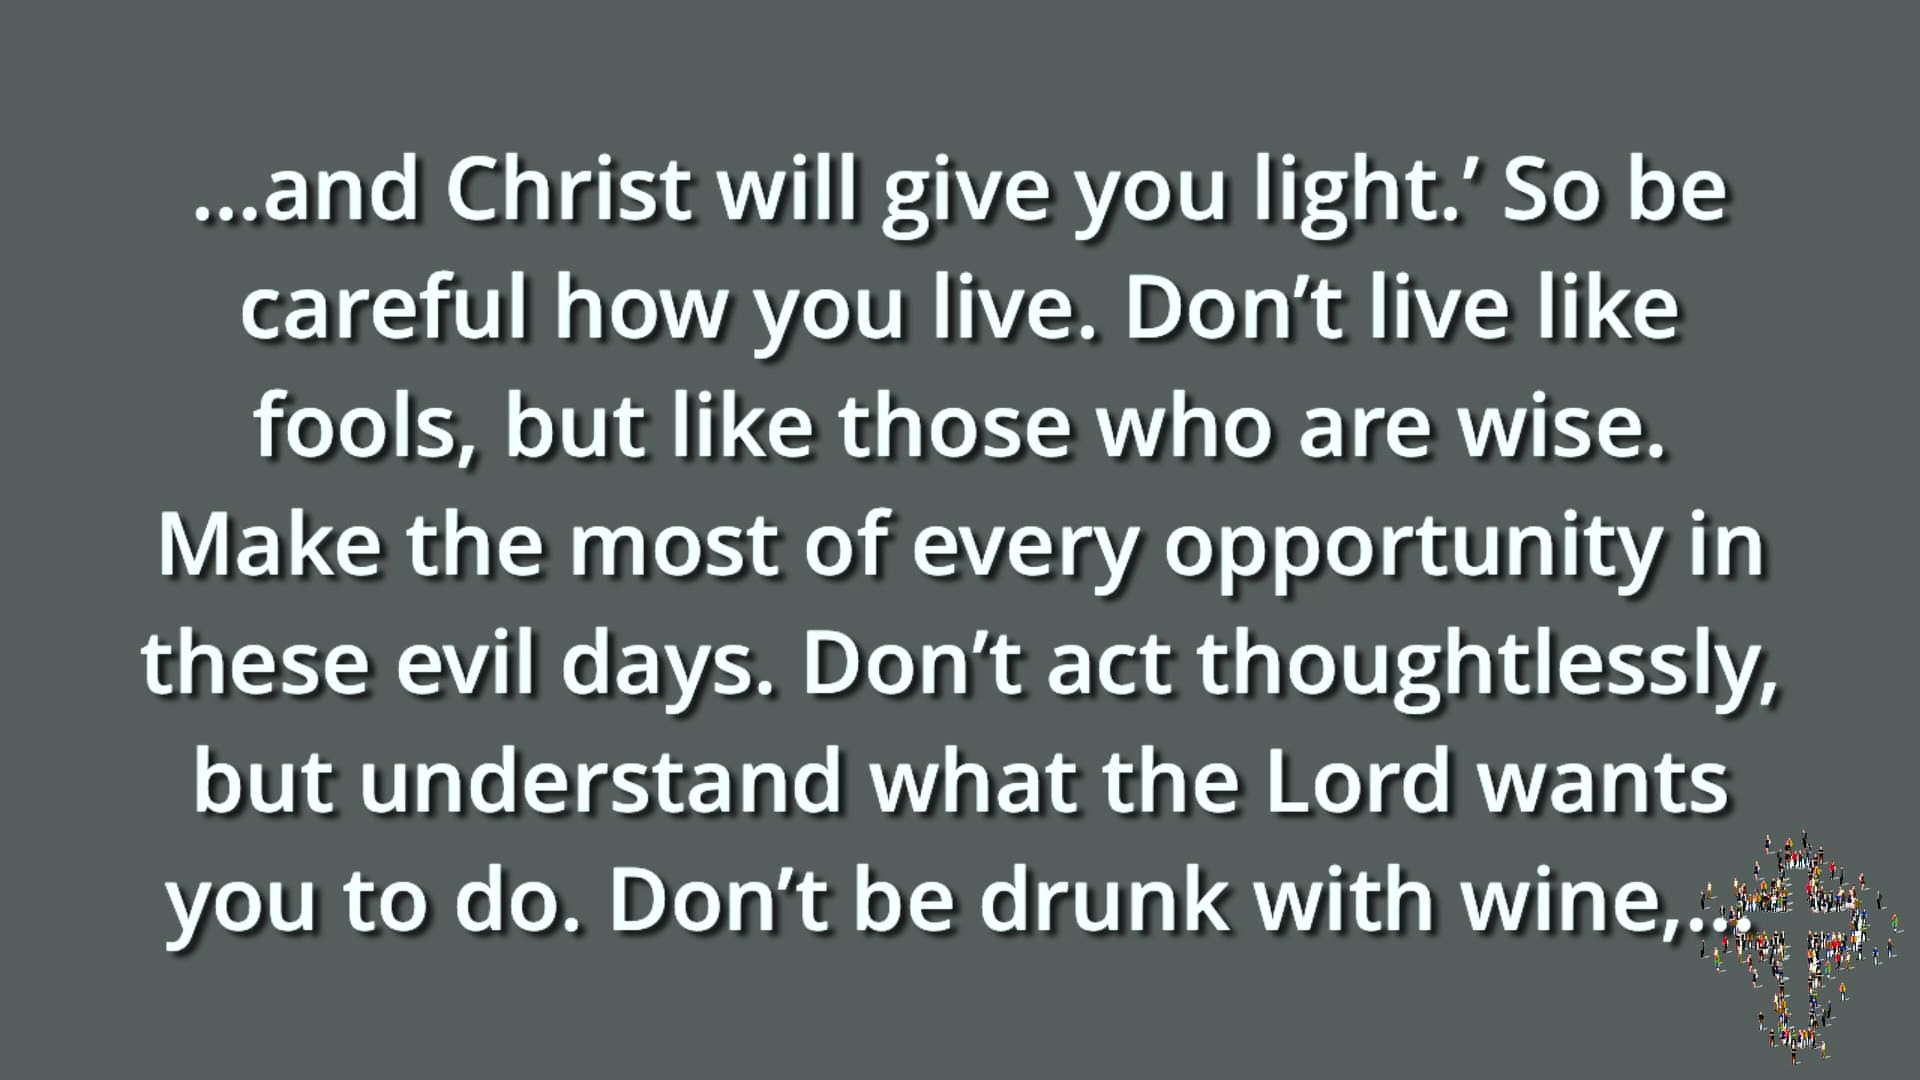 ...and Christ will give you light.’ So be
careful how you live. Don’t live like
fools, but like those who are wise.
Make the most of every opportunity in
these evil days. Don’t act thoughtlessly,
but understand what the Lord wants
you to do. Don’t be drunk with wine,...